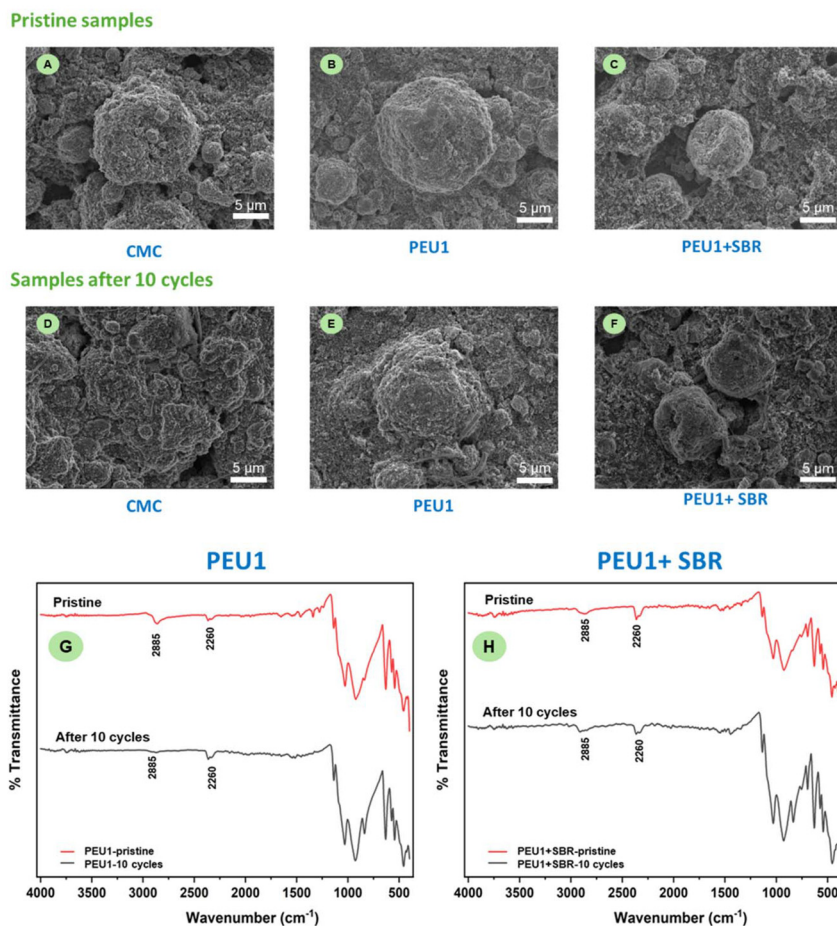 Pristine samples
A
B
C
5 µm
5 µm
5 µm
CMC
PEU1
PEU1+SBR
Samples after 10 cycles
D
E
F
5 µm
5 µm
5 µm
CMC
PEU1
PEU1+ SBR
PEU1
% Transmittance
Pristine
G
2885
2260
After 10 cycles
2885
2260
PEU1-pristine
PEU1-10 cycles
4000 3500 3000 2500 2000 1500 1000 500
Wavenumber (cm⁻¹)
PEU1+ SBR
% Transmittance
Pristine
H
2885
2260
After 10 cycles
2885
2260
PEU1+SBR-pristine
PEU1+SBR-10 cycles
4000 3500 3000 2500 2000 1500 1000 500
Wavenumber (cm⁻¹)